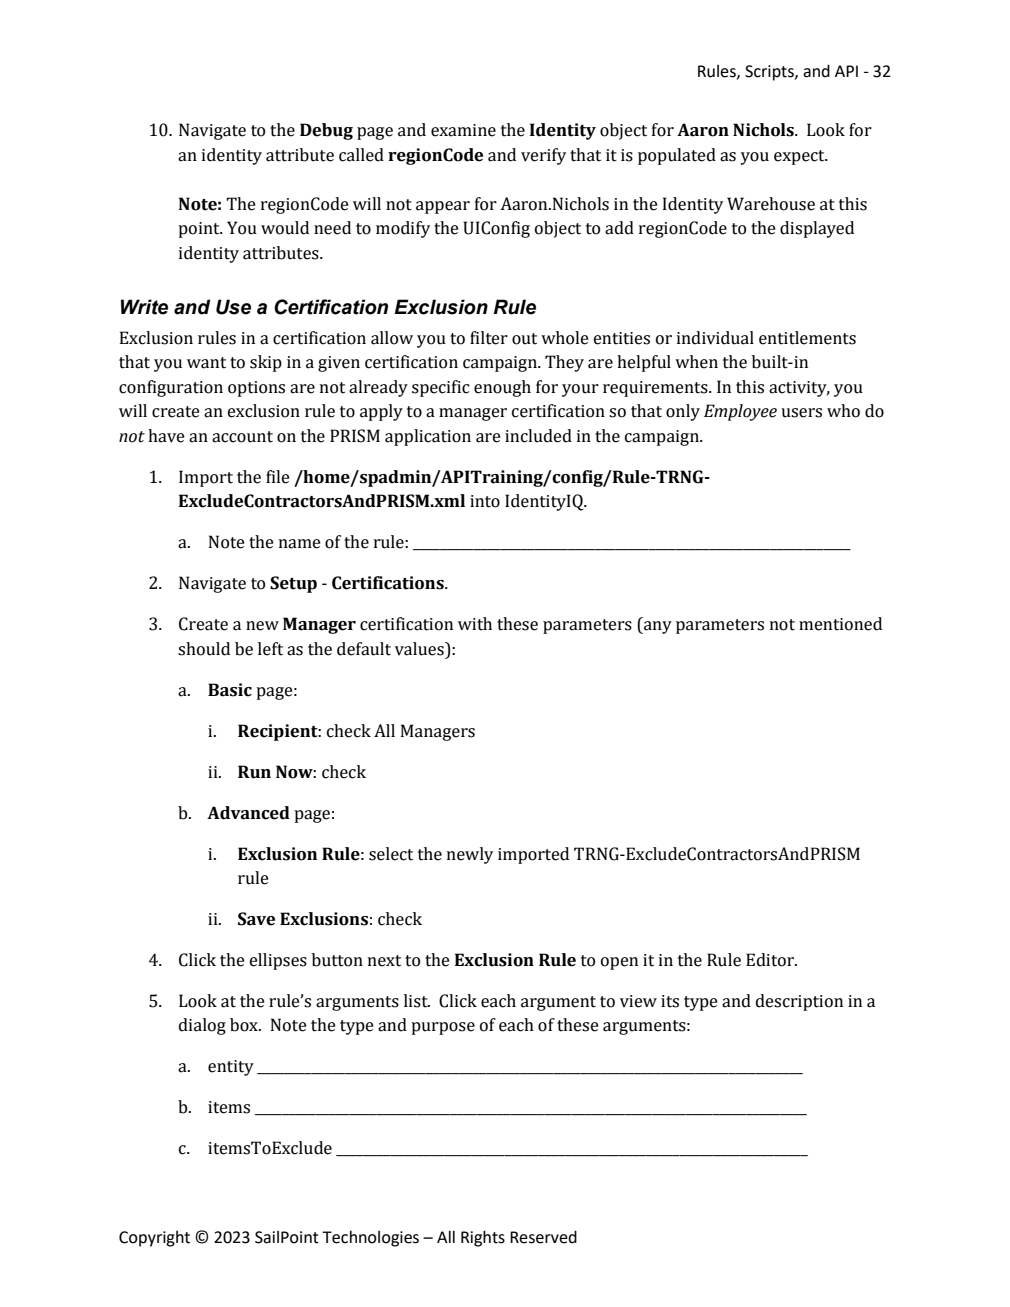 Rules, Scripts, and API - 32
10. Navigate to the Debug page and examine the Identity object for Aaron Nichols.  Look for
an identity attribute called regionCode and verify that it is populated as you expect.
Note: The regionCode will not appear for Aaron.Nichols in the Identity Warehouse at this
point. You would need to modify the UIConfig object to add regionCode to the displayed
identity attributes.
Write and Use a Certification Exclusion Rule
Exclusion rules in a certification allow you to filter out whole entities or individual entitlements
that you want to skip in a given certification campaign. They are helpful when the built-in
configuration options are not already specific enough for your requirements. In this activity, you
will create an exclusion rule to apply to a manager certification so that only Employee users who do
not have an account on the PRISM application are included in the campaign.
1. Import the file /home/spadmin/APITraining/config/Rule-TRNG-
ExcludeContractorsAndPRISM.xml into IdentityIQ.
a. Note the name of the rule: ____________________________________________________
2. Navigate to Setup - Certifications.
3. Create a new Manager certification with these parameters (any parameters not mentioned
should be left as the default values):
a. Basic page:
i. Recipient: check All Managers
ii. Run Now: check
b. Advanced page:
i. Exclusion Rule: select the newly imported TRNG-ExcludeContractorsAndPRISM
rule
ii. Save Exclusions: check
4. Click the ellipses button next to the Exclusion Rule to open it in the Rule Editor.
5. Look at the rule’s arguments list.  Click each argument to view its type and description in a
dialog box.  Note the type and purpose of each of these arguments:
a. entity _________________________________________________________________
b. items __________________________________________________________________
c. itemsToExclude ________________________________________________________
Copyright © 2023 SailPoint Technologies – All Rights Reserved